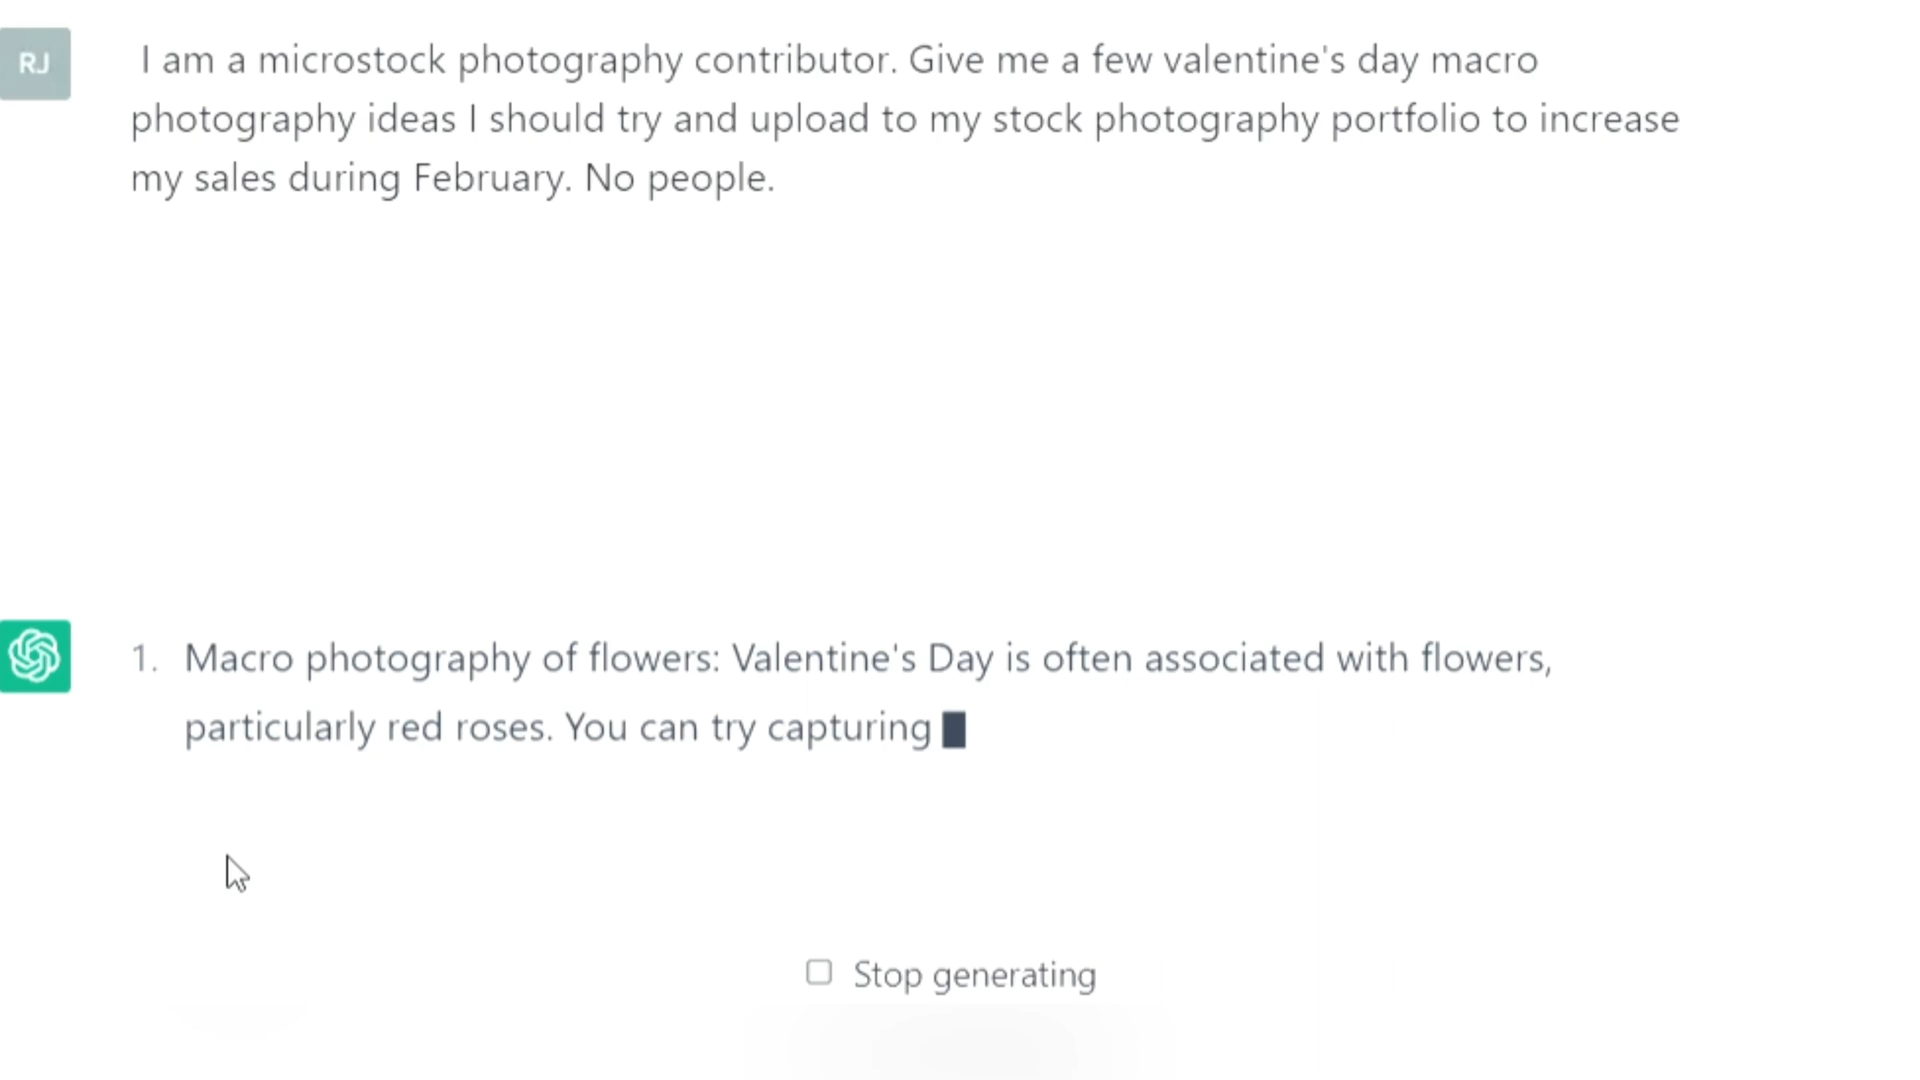 RJ
I am a microstock photography contributor. Give me a few valentine's day macro
photography ideas I should try and upload to my stock photography portfolio to increase
my sales during February. No people.
1. Macro photography of flowers: Valentine's Day is often associated with flowers,
particularly red roses. You can try capturing
Stop generating